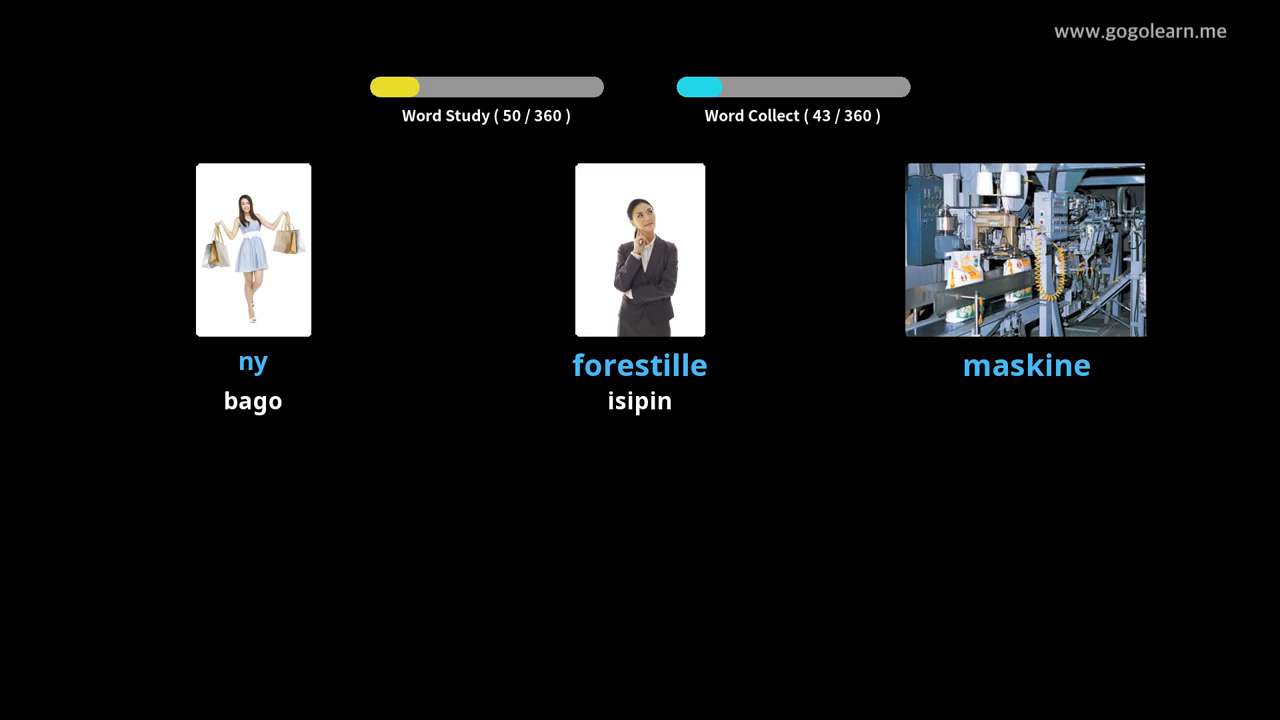 www.gogolearn.me
Word Study ( 50 / 360 )
Word Collect ( 43 / 360 )
ny
forestille
maskine
bago
isipin